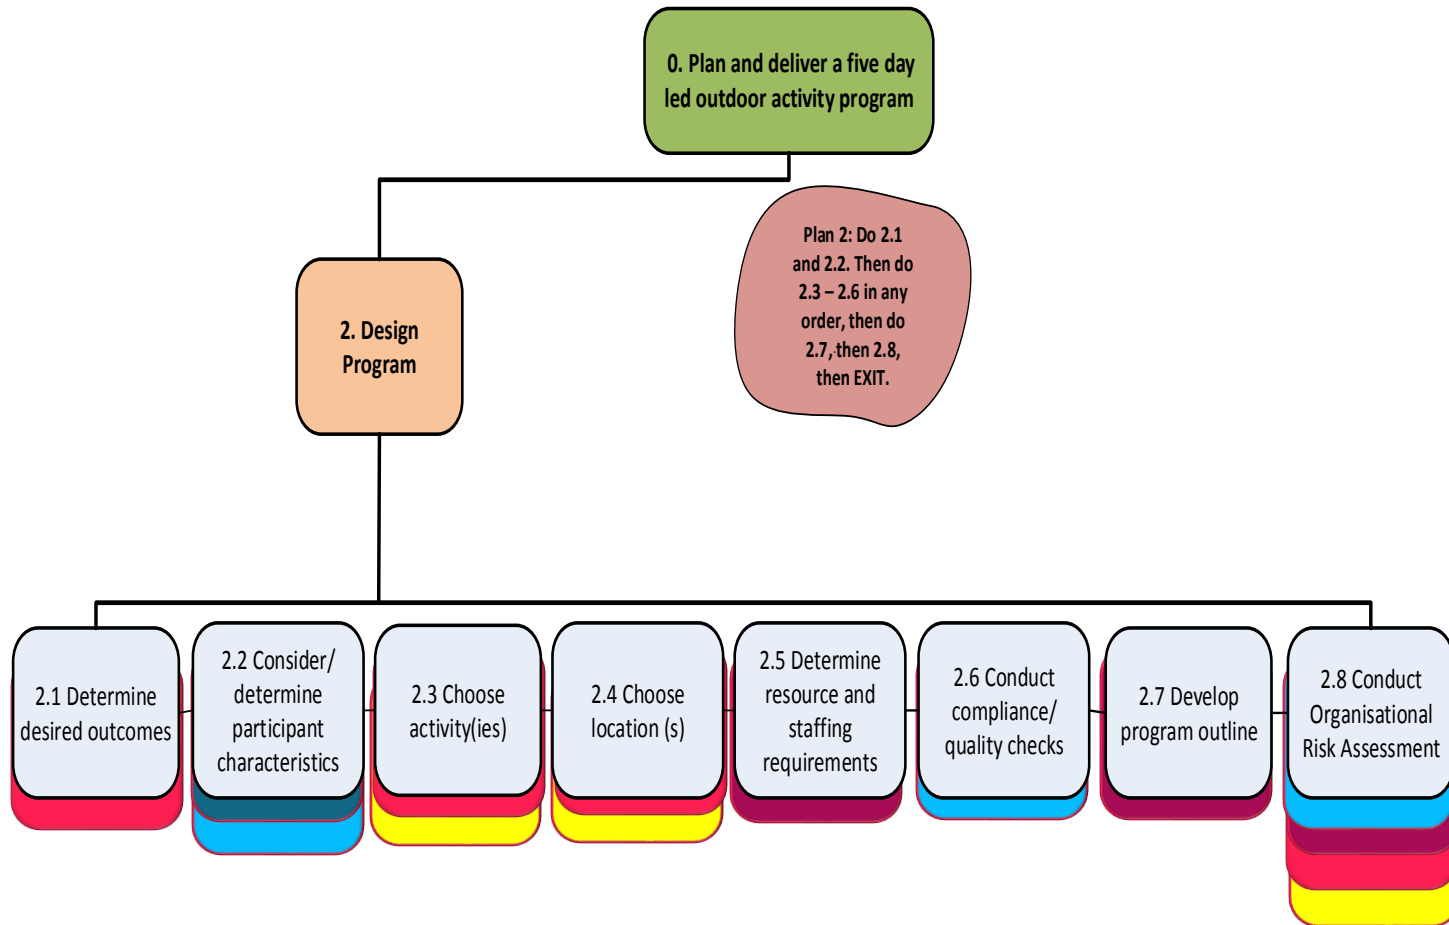 0. Plan and deliver a five day
led outdoor activity program
Plan 2: Do 2.1
and 2.2. Then do
2.3 – 2.6 in any
order, then do
2.7, then 2.8,
then EXIT.
2. Design
Program
2.1 Determine
desired outcomes
2.2 Consider/
determine
participant
characteristics
2.3 Choose
activity(ies)
2.4 Choose
location (s)
2.5 Determine
resource and
staffing
requirements
2.6 Conduct
compliance/
quality checks
2.7 Develop
program outline
2.8 Conduct
Organisational
Risk Assessment